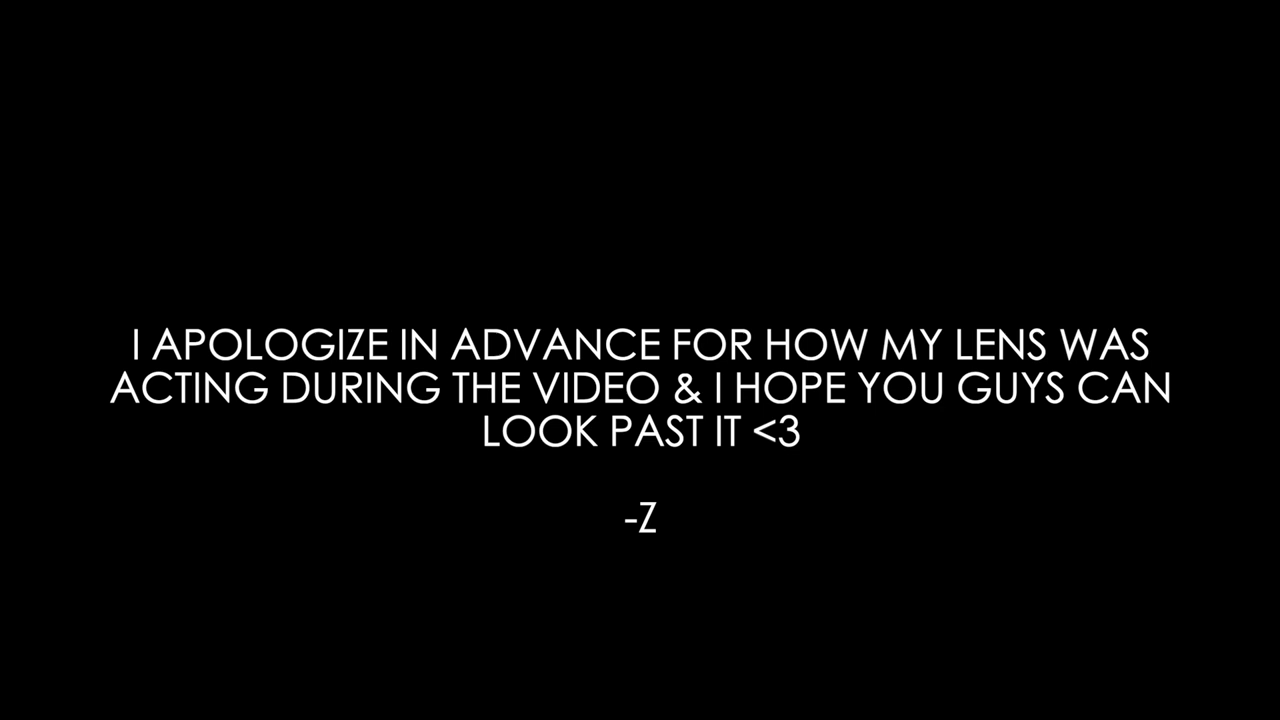 I APOLOGIZE IN ADVANCE FOR HOW MY LENS WAS
ACTING DURING THE VIDEO & I HOPE YOU GUYS CAN
LOOK PAST IT <3
-Z